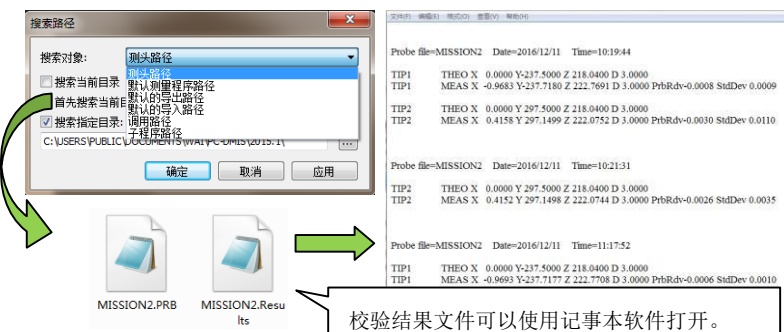 搜索路径
搜索对象:
测头路径
测头路径
默认测量程序路径
默认的导出路径
默认的导入路径
调用路径
子程序路径
搜索当前目录
首先搜索当前目
搜索指定目录:
C:\USERS\PUBLIC\DOCUMENTS\WAI\PC-DMIS\2015.1\
...
确定
取消
应用
MISSION2.PRB
MISSION2.Resu
lts
文件(F) 编辑(E) 格式(O) 查看(V) 帮助(H)
Probe file=MISSION2 Date=2016/12/11 Time=10:19:44
TIP1 THEO X 0.0000 Y-237.5000 Z 218.0400 D 3.0000
TIP1 MEAS X -0.9683 Y-237.7180 Z 222.7691 D 3.0000 PrbRdv-0.0008 StdDev 0.0009
TIP2 THEO X 0.0000 Y 297.5000 Z 218.0400 D 3.0000
TIP2 MEAS X 0.4158 Y 297.1499 Z 222.0752 D 3.0000 PrbRdv-0.0030 StdDev 0.0110
Probe file=MISSION2 Date=2016/12/11 Time=10:21:31
TIP2 THEO X 0.0000 Y 297.5000 Z 218.0400 D 3.0000
TIP2 MEAS X 0.4152 Y 297.1498 Z 222.0744 D 3.0000 PrbRdv-0.0026 StdDev 0.0035
Probe file=MISSION2 Date=2016/12/11 Time=11:17:52
TIP1 THEO X 0.0000 Y-237.5000 Z 218.0400 D 3.0000
TIP1 MEAS X -0.9693 Y-237.7177 Z 222.7708 D 3.0000 PrbRdv-0.0006 StdDev 0.0010
校验结果文件可以使用记事本软件打开。